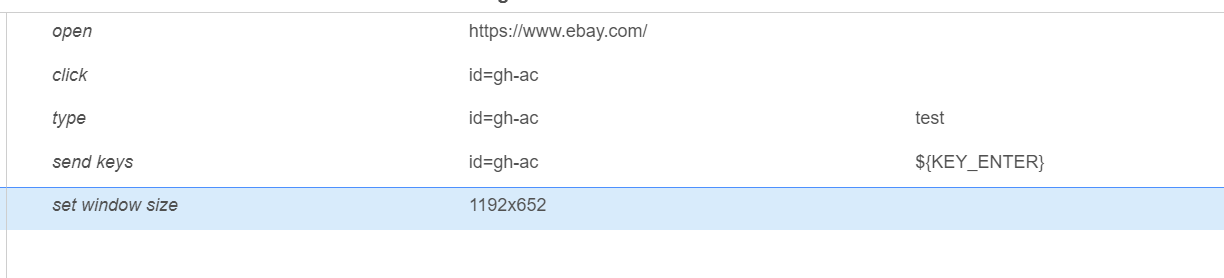 open https://www.ebay.com/
click id=gh-ac
type id=gh-ac test
send keys id=gh-ac ${KEY_ENTER}
set window size 1192x652